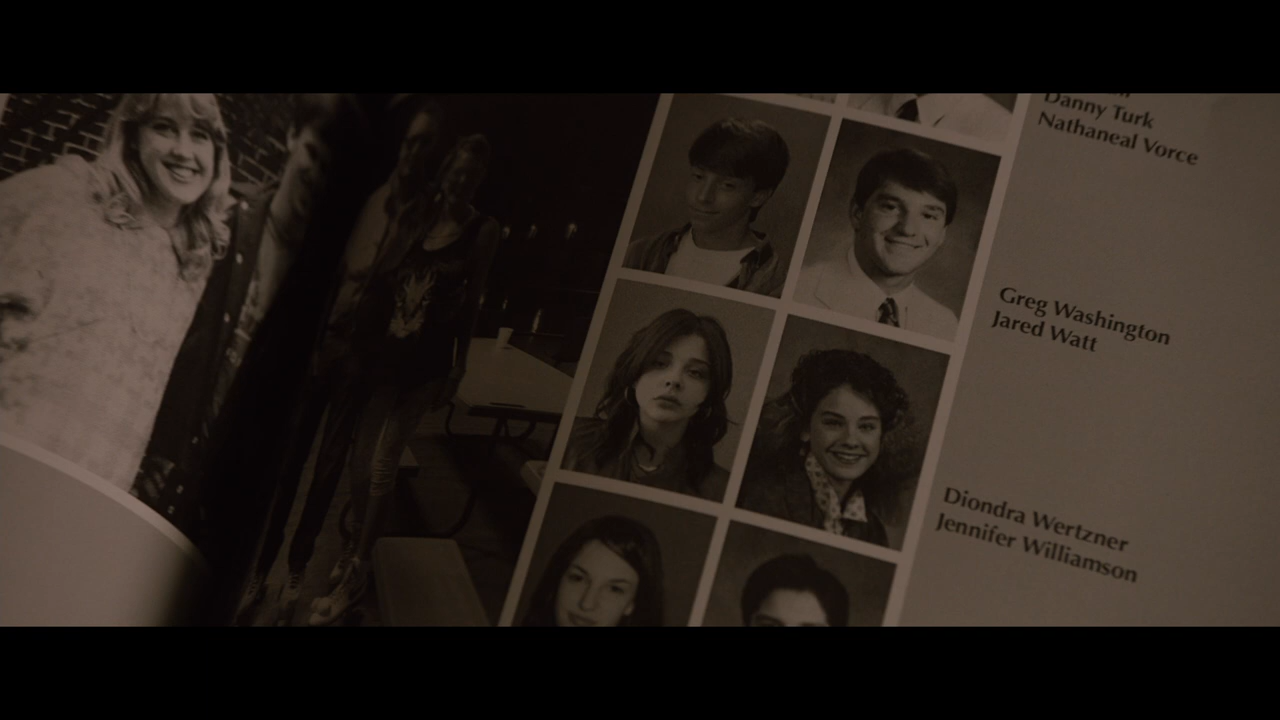 Danny Turk
Nathaneal Vorce
Greg Washington
Jared Watt
Diondra Wertzner
Jennifer Williamson